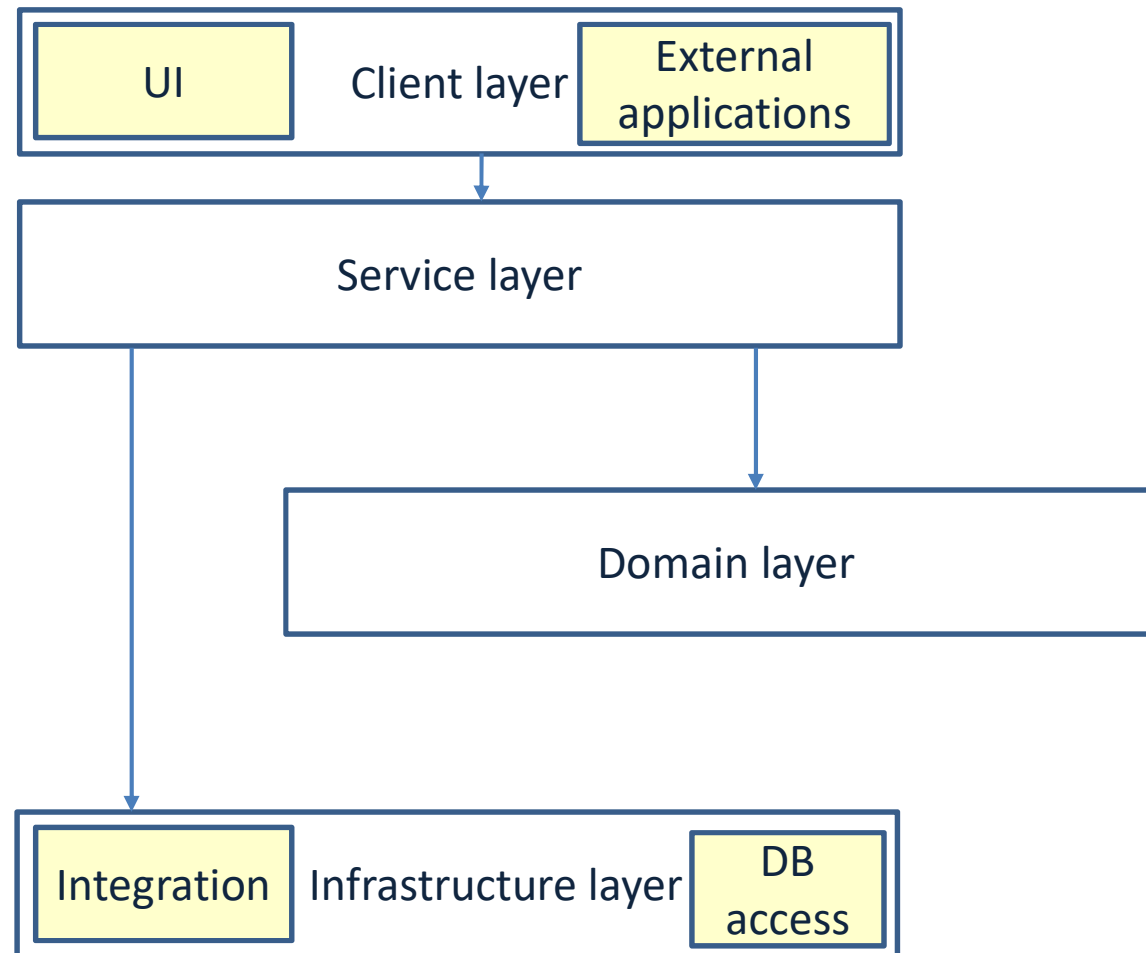 UI
Client layer
External
applications
Service layer
Domain layer
Integration
Infrastructure layer
DB
access